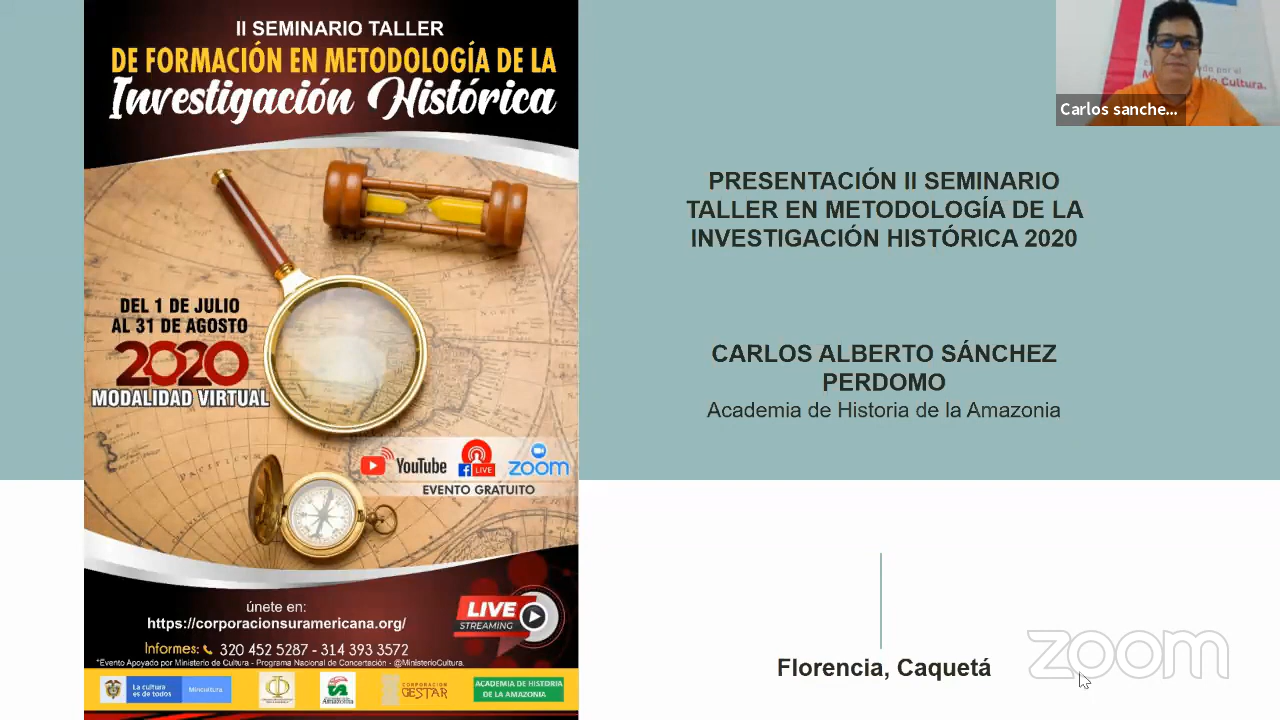 II SEMINARIO TALLER
DE FORMACIÓN EN METODOLOGÍA DE LA
Investigación Histórica
DEL 1 DE JULIO
AL 31 DE AGOSTO
2020
MODALIDAD VIRTUAL
YouTube
LIVE
zoom
EVENTO GRATUITO
únete en:
https://corporacionsuramericana.org/
LIVE
STREAMING
Informes: 320 452 5287 - 314 393 3572
*Evento Apoyado por Ministerio de Cultura - Programa Nacional de Concertación - @MinisterioCultura.
La cultura
es de todos
Mincultura
Amazonia
CORPORACION
GESTAR
ACADEMIA DE HISTORIA
DE LA AMAZONIA
Carlos sanche...
PRESENTACIÓN II SEMINARIO
TALLER EN METODOLOGÍA DE LA
INVESTIGACIÓN HISTÓRICA 2020
CARLOS ALBERTO SÁNCHEZ
PERDOMO
Academia de Historia de la Amazonia
Florencia, Caquetá
zoom